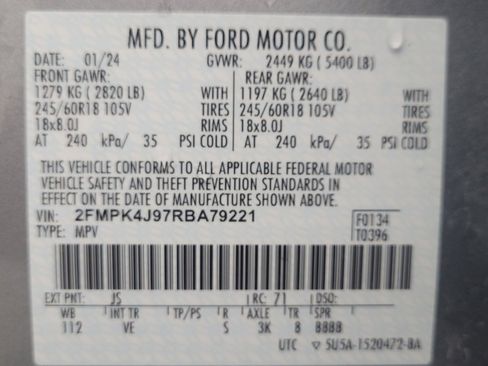 MFD. BY FORD MOTOR CO.
DATE: 01/24 GVWR: 2449 KG ( 5400 LB)
FRONT GAWR: REAR GAWR:
1279 KG ( 2820 LB) 1197 KG ( 2640 LB)
245/60R18 105V TIRES 245/60R18 105V TIRES
18x8.0J RIMS 18x8.0J RIMS
AT 240 kPa/ 35 PSI COLD AT 240 kPa/ 35 PSI COLD
THIS VEHICLE CONFORMS TO ALL APPLICABLE FEDERAL MOTOR
VEHICLE SAFETY AND THEFT PREVENTION STANDARDS IN
EFFECT ON THE DATE OF MANUFACTURE SHOWN ABOVE.
VIN: 2FMPK4J97RBA79221 F0134
TYPE: MPV T0396
EXT PNT: JS RC: 71 DSO:
WB INT TR TP/PS R AXLE TR SPR
112 VE S 3K 8 8888
UTC ▽ 5U5A-1520472-BA